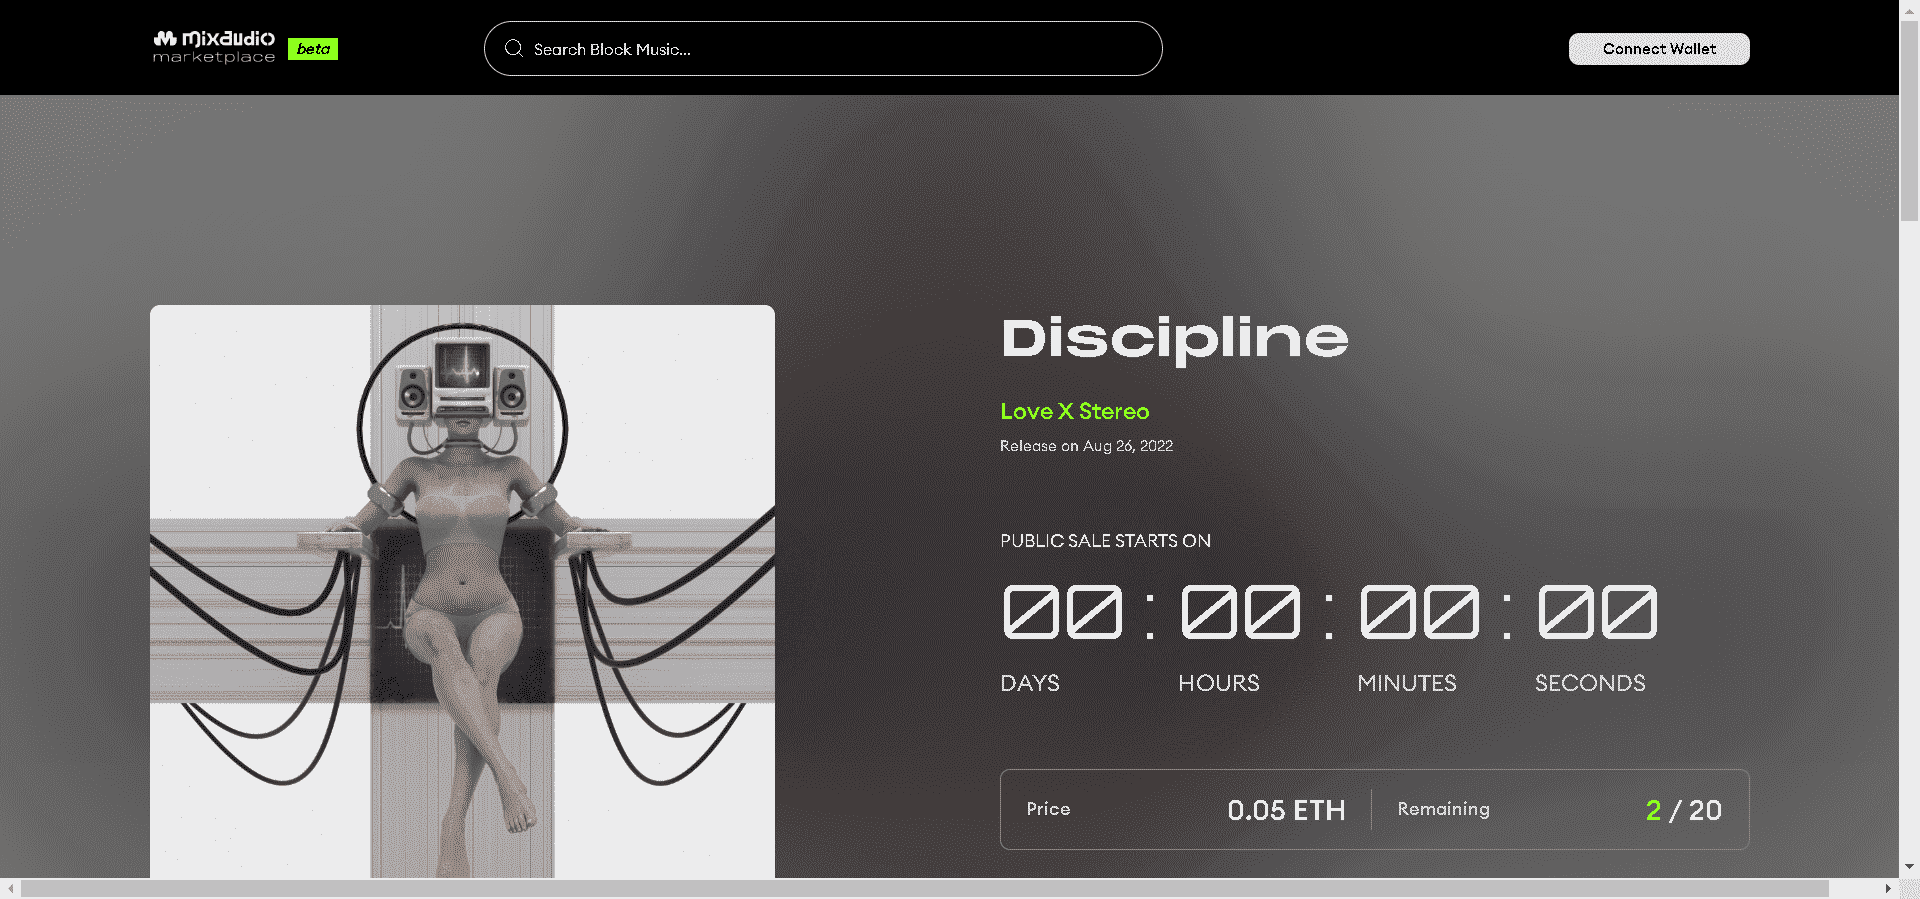 mixaudio
marketplace
beta
Search Block Music...
Connect Wallet
Discipline
Love X Stereo
Release on Aug 26, 2022
PUBLIC SALE STARTS ON
00 : 00 : 00 : 00
DAYS HOURS MINUTES SECONDS
Price 0.05 ETH Remaining 2 / 20